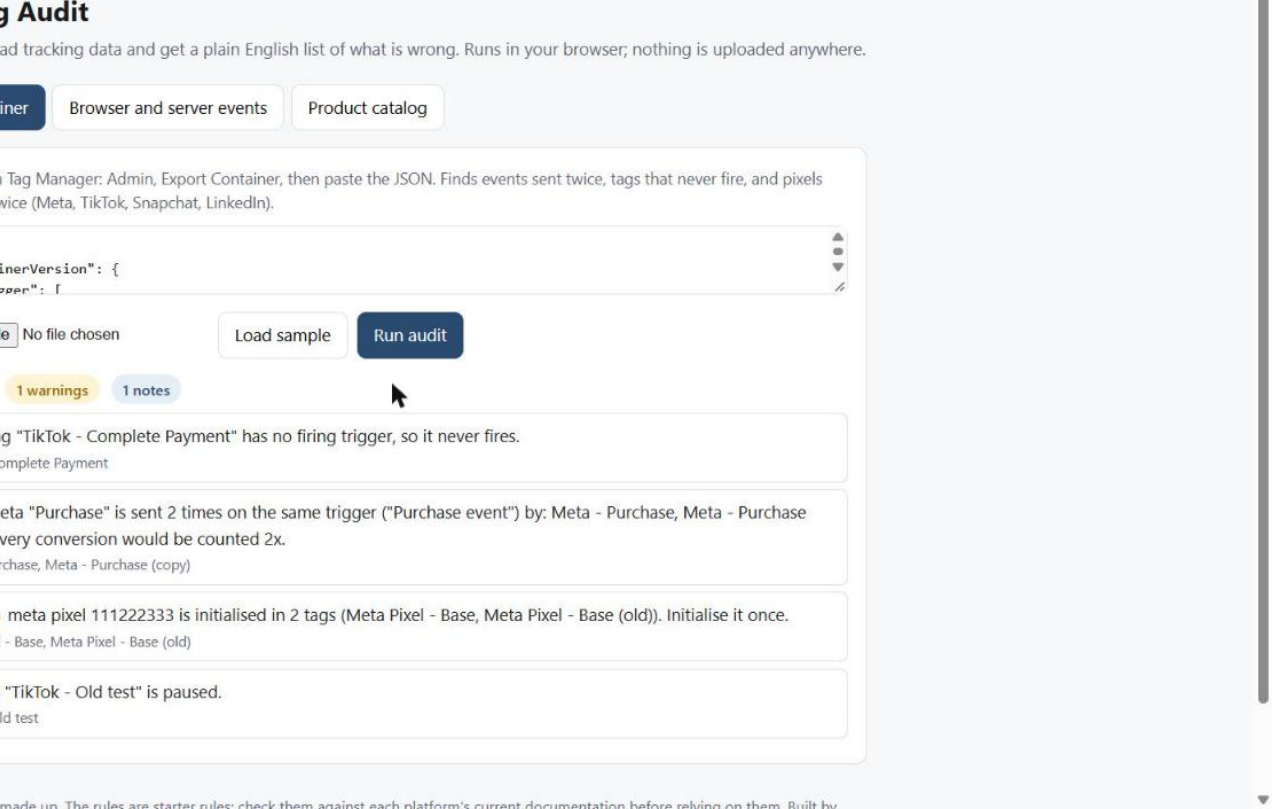 g Audit
ad tracking data and get a plain English list of what is wrong. Runs in your browser; nothing is uploaded anywhere.
iner
Browser and server events
Product catalog
Tag Manager: Admin, Export Container, then paste the JSON. Finds events sent twice, tags that never fire, and pixels
wice (Meta, TikTok, Snapchat, LinkedIn).
inerVersion": {
gger": [
le No file chosen
Load sample
Run audit
1 warnings
1 notes
g "TikTok - Complete Payment" has no firing trigger, so it never fires.
omplete Payment
eta "Purchase" is sent 2 times on the same trigger ("Purchase event") by: Meta - Purchase, Meta - Purchase
very conversion would be counted 2x.
rchase, Meta - Purchase (copy)
meta pixel 111222333 is initialised in 2 tags (Meta Pixel - Base, Meta Pixel - Base (old)). Initialise it once.
- Base, Meta Pixel - Base (old)
"TikTok - Old test" is paused.
ld test
made up. The rules are starter rules; check them against each platform's current documentation before relying on them. Built by